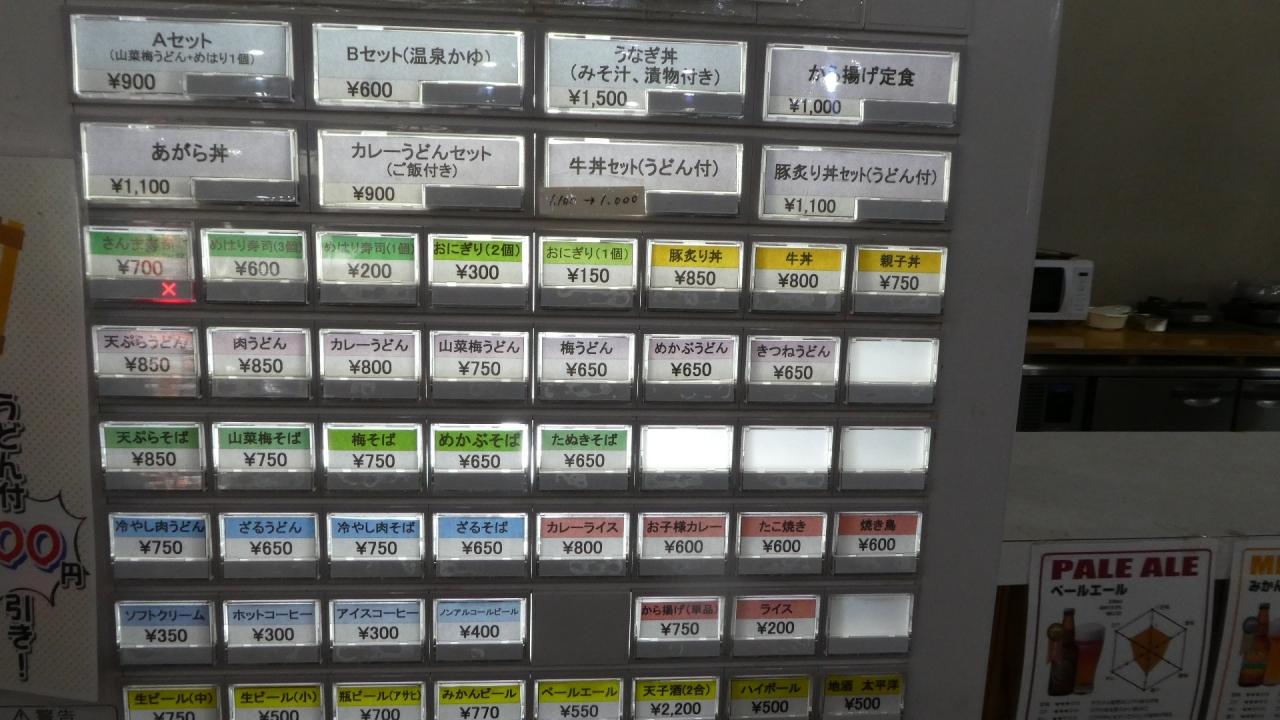 Aセット
(山菜梅うどん+めはり1個)
¥900
Bセット(温泉かゆ)
¥600
うなぎ丼
(みそ汁、漬物付き)
¥1,500
から揚げ定食
¥1,000
あがら丼
¥1,100
カレーうどんセット
(ご飯付き)
¥900
牛丼セット(うどん付)
1,100→1,000
豚炙り丼セット(うどん付)
¥1,100
さんま寿司
¥700
×
めはり寿司(3個)
¥600
めはり寿司(1個)
¥200
おにぎり(2個)
¥300
おにぎり(1個)
¥150
豚炙り丼
¥850
牛丼
¥800
親子丼
¥750
天ぷらうどん
¥850
肉うどん
¥850
カレーうどん
¥800
山菜梅うどん
¥750
梅うどん
¥650
めかぶうどん
¥650
きつねうどん
¥650
天ぷらそば
¥850
山菜梅そば
¥750
梅そば
¥750
めかぶそば
¥650
たぬきそば
¥650
冷やし肉うどん
¥750
ざるうどん
¥650
冷やし肉そば
¥750
ざるそば
¥650
カレーライス
¥800
お子様カレー
¥600
たこ焼き
¥600
焼き鳥
¥600
ソフトクリーム
¥350
ホットコーヒー
¥300
アイスコーヒー
¥300
ノンアルコールビール
¥400
から揚げ(単品)
¥750
ライス
¥200
生ビール(中)
¥750
生ビール(小)
¥500
瓶ビール(アサヒ)
¥700
みかんビール
¥770
ペールエール
¥550
天子酒(2合)
¥2,200
ハイボール
¥500
地酒 太平洋
¥500
うどん付
00円
引き!
警告
PALE ALE
ペールエール
みかん